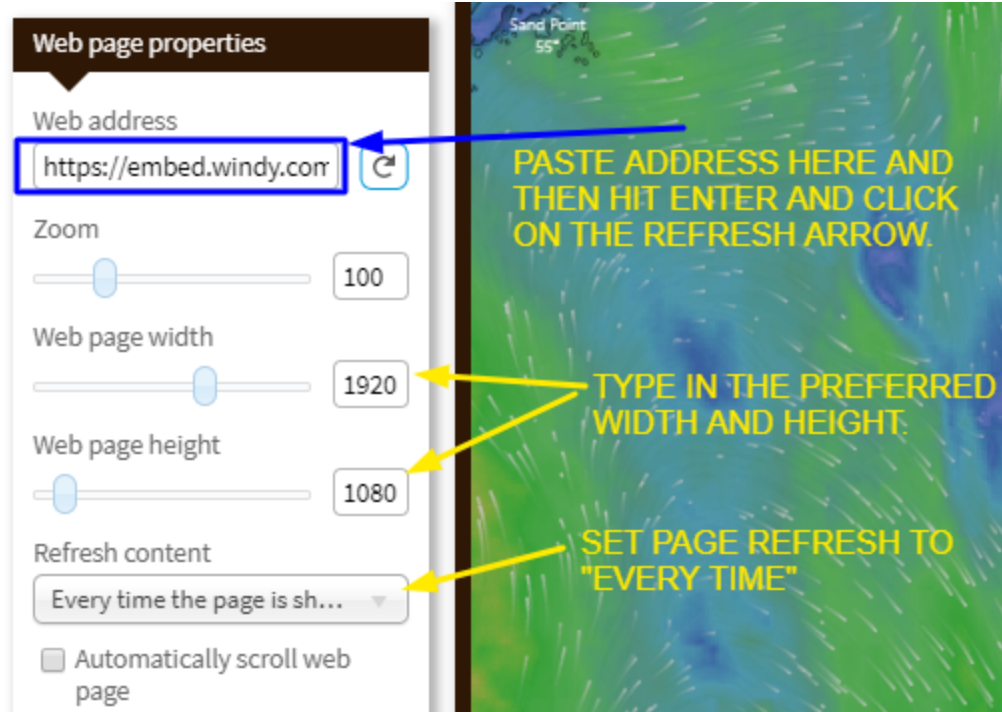 Web page properties
Web address
https://embed.windy.com
Zoom
100
Web page width
1920
Web page height
1080
Refresh content
Every time the page is sh...
Automatically scroll web
page
Sand Point
55°
PASTE ADDRESS HERE AND
THEN HIT ENTER AND CLICK
ON THE REFRESH ARROW.
TYPE IN THE PREFERRED
WIDTH AND HEIGHT.
SET PAGE REFRESH TO
"EVERY TIME"